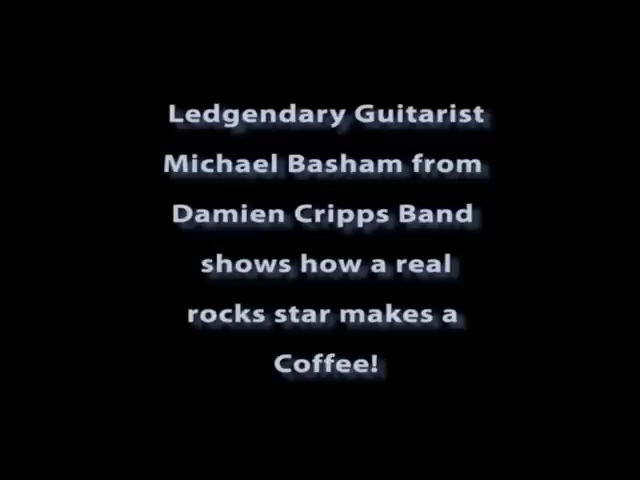 Ledgendary Guitarist
Michael Basham from
Damien Cripps Band
shows how a real
rocks star makes a
Coffee!